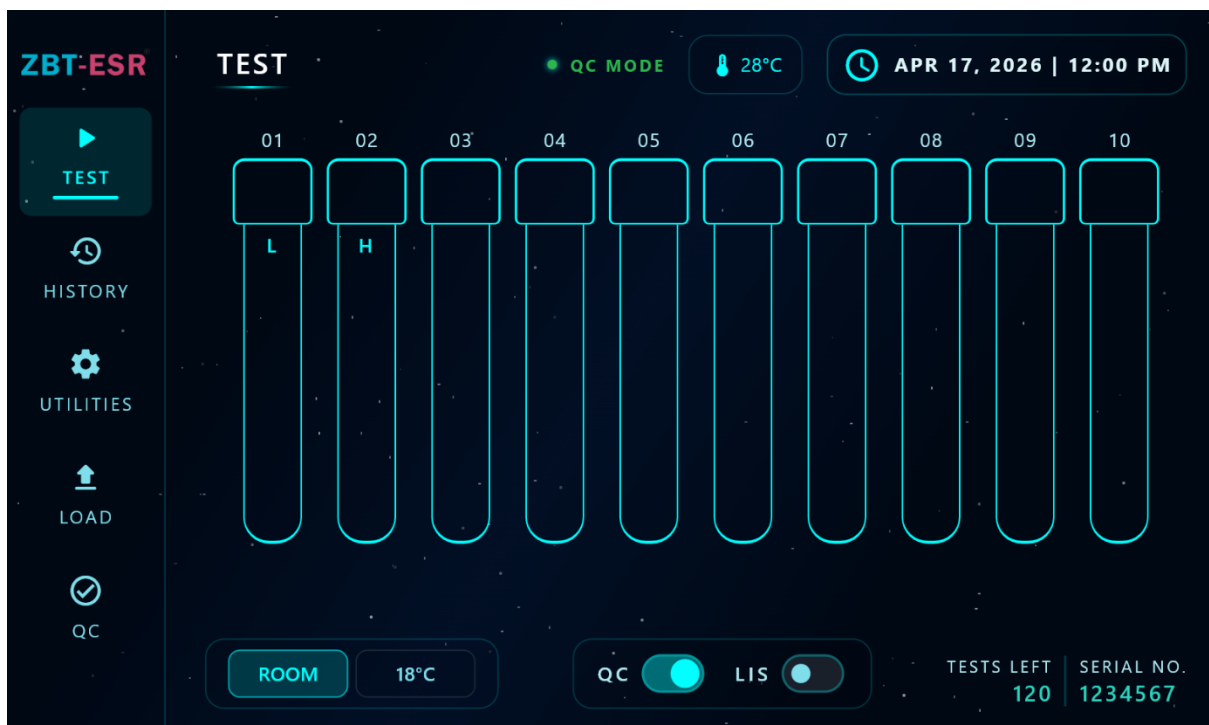 ZBT-ESR
TEST
HISTORY
UTILITIES
LOAD
QC
TEST
QC MODE
28°C
APR 17, 2026 | 12:00 PM
01 02 03 04 05 06 07 08 09 10
L H
ROOM
18°C
QC
LIS
TESTS LEFT
120
SERIAL NO.
1234567